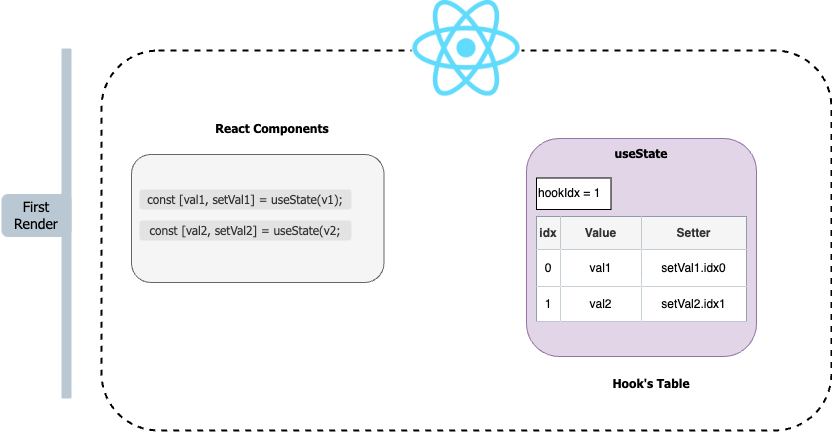 React Components
const [val1, setVal1] = useState(v1);
const [val2, setVal2] = useState(v2;
First
Render
useState
hookIdx = 1
idx Value Setter
0 val1 setVal1.idx0
1 val2 setVal2.idx1
Hook's Table